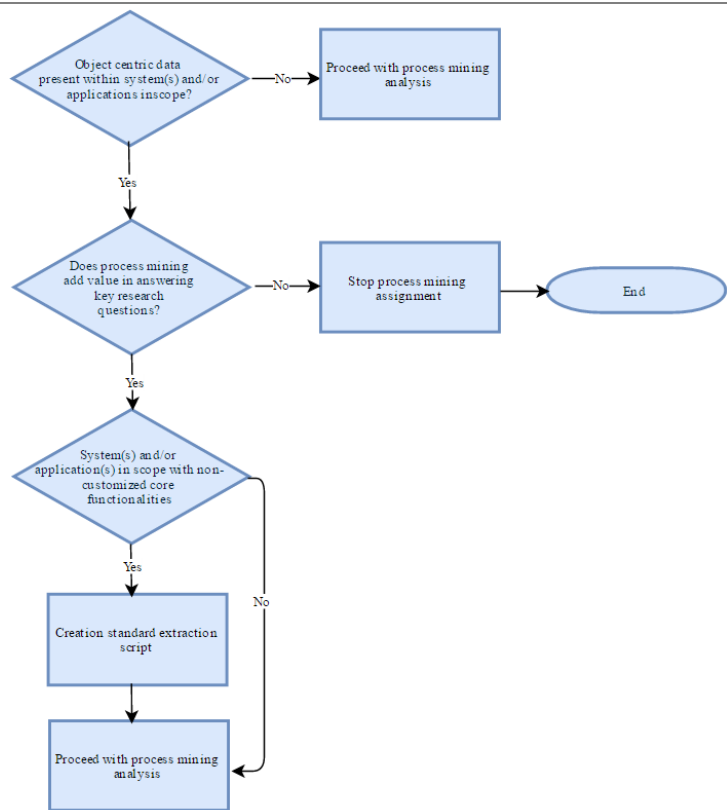 Object centric data
present within system(s) and/or
applications inscope?
No
Proceed with process mining
analysis
Yes
Does process mining
add value in answering
key research
questions?
No
Stop process mining
assignment
End
Yes
System(s) and/or
application(s) in scope with non-
customized core
functionalities
Yes
No
Creation standard extraction
script
Proceed with process mining
analysis